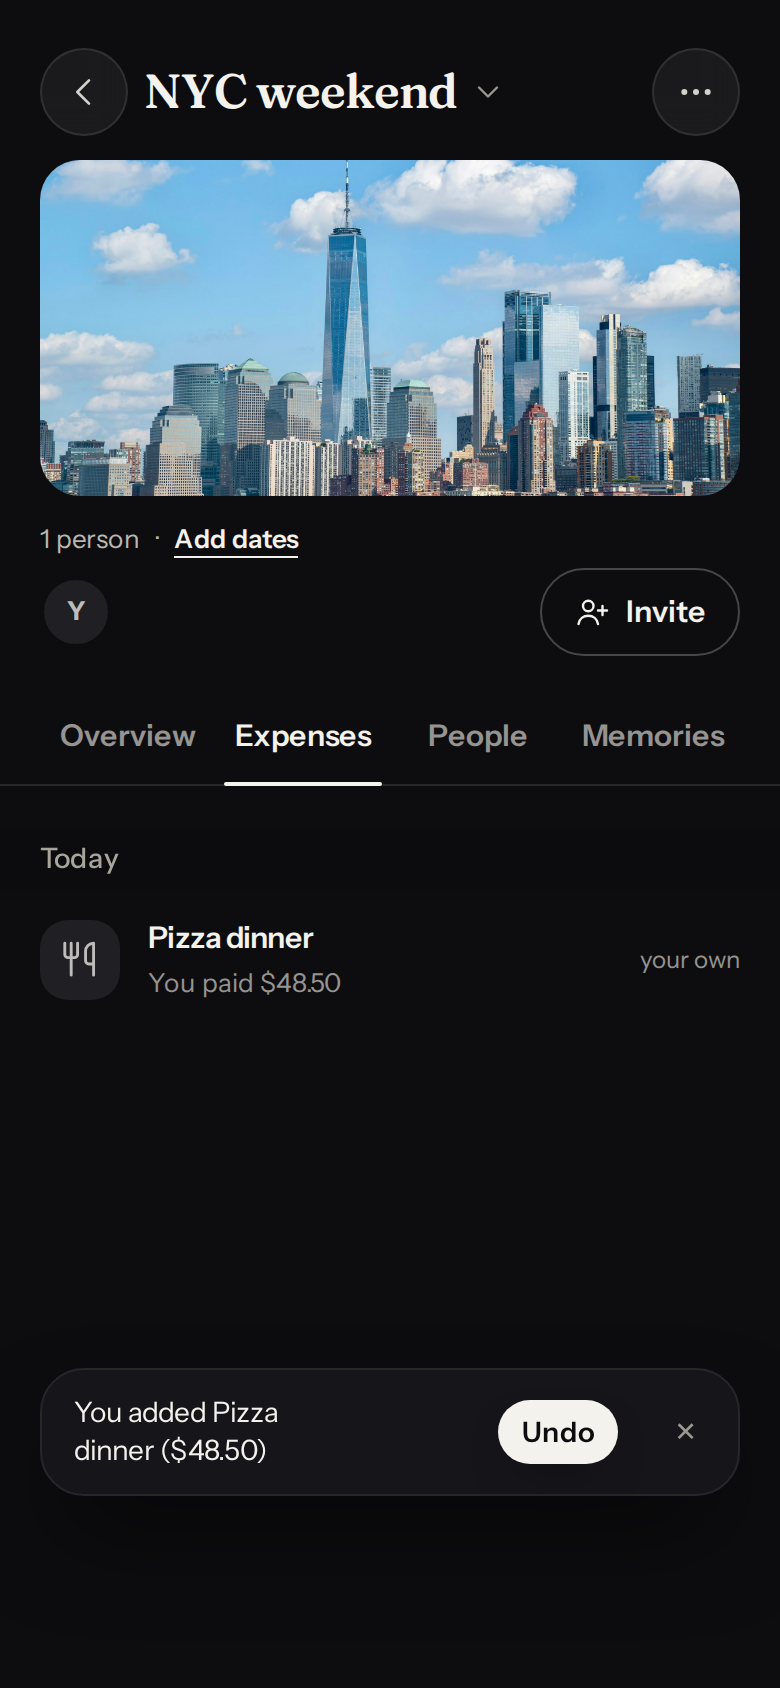 NYC weekend
1 person · Add dates
Y
Invite
Overview Expenses People Memories
Today
Pizza dinner
You paid $48.50
your own
You added Pizza
dinner ($48.50)
Undo